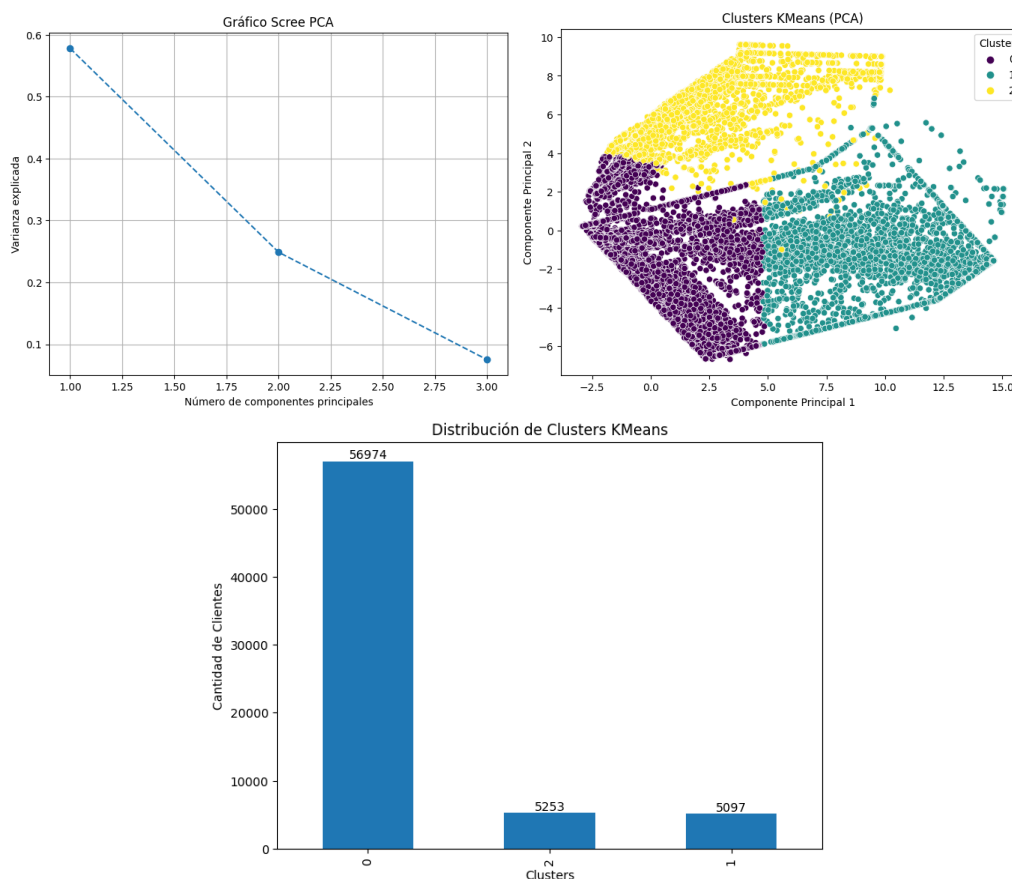 Gráfico Scree PCA
0.6
0.5
0.4
0.3
0.2
0.1
Varianza explicada
1.00 1.25 1.50 1.75 2.00 2.25 2.50 2.75 3.00
Número de componentes principales
Clusters KMeans (PCA)
Cluster
0
1
2
10
8
6
4
2
0
−2
−4
−6
Componente Principal 2
−2.5 0.0 2.5 5.0 7.5 10.0 12.5 15.0
Componente Principal 1
Distribución de Clusters KMeans
56974
5253
5097
50000
40000
30000
20000
10000
0
Cantidad de Clientes
0 2 1
Clusters